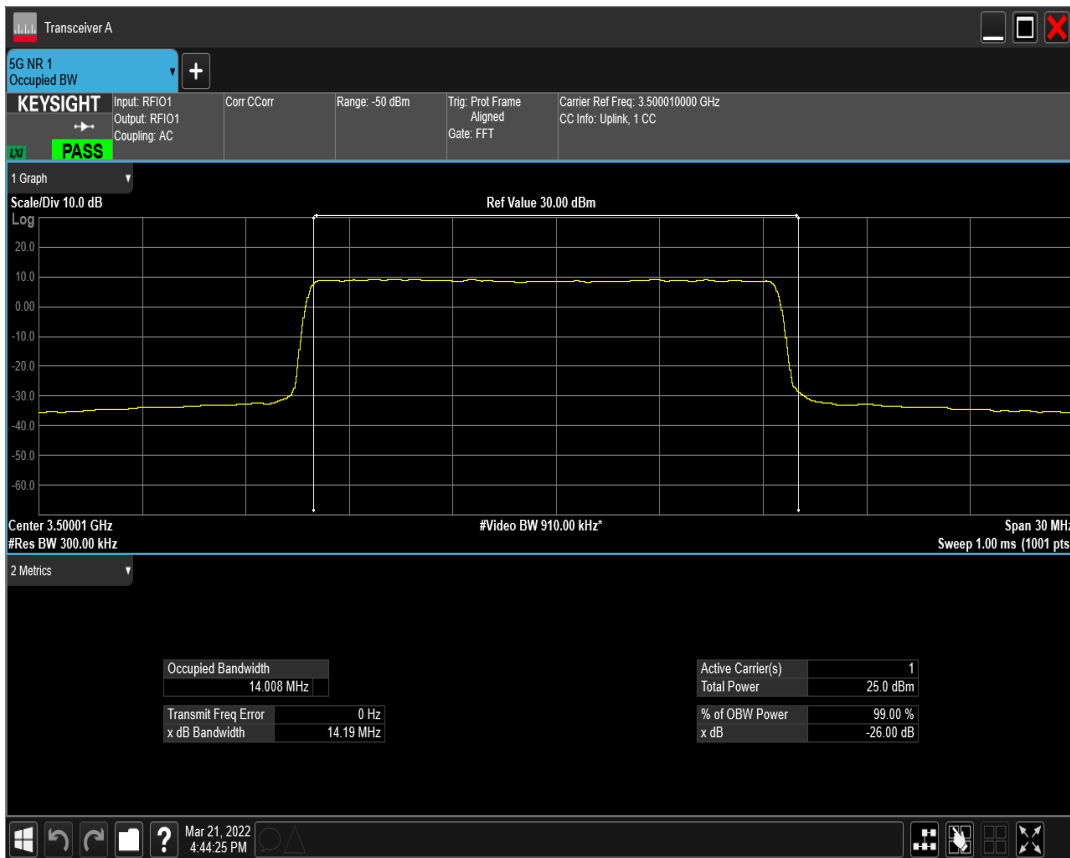 Transceiver A
5G NR 1
Occupied BW
+
KEYSIGHT
LXI
PASS
Input: RFIO1
Output: RFIO1
Coupling: AC
Corr CCorr
Range: -50 dBm
Trig: Prot Frame
Aligned
Gate: FFT
Carrier Ref Freq: 3.500010000 GHz
CC Info: Uplink, 1 CC
1 Graph
Scale/Div 10.0 dB
Ref Value 30.00 dBm
Log
20.0
10.0
0.00
-10.0
-20.0
-30.0
-40.0
-50.0
-60.0
Center 3.50001 GHz
#Video BW 910.00 kHz*
Span 30 MHz
#Res BW 300.00 kHz
Sweep 1.00 ms (1001 pts
2 Metrics
Occupied Bandwidth
14.008 MHz
Transmit Freq Error 0 Hz
x dB Bandwidth 14.19 MHz
Active Carrier(s) 1
Total Power 25.0 dBm
% of OBW Power 99.00 %
x dB -26.00 dB
?
Mar 21, 2022
4:44:25 PM